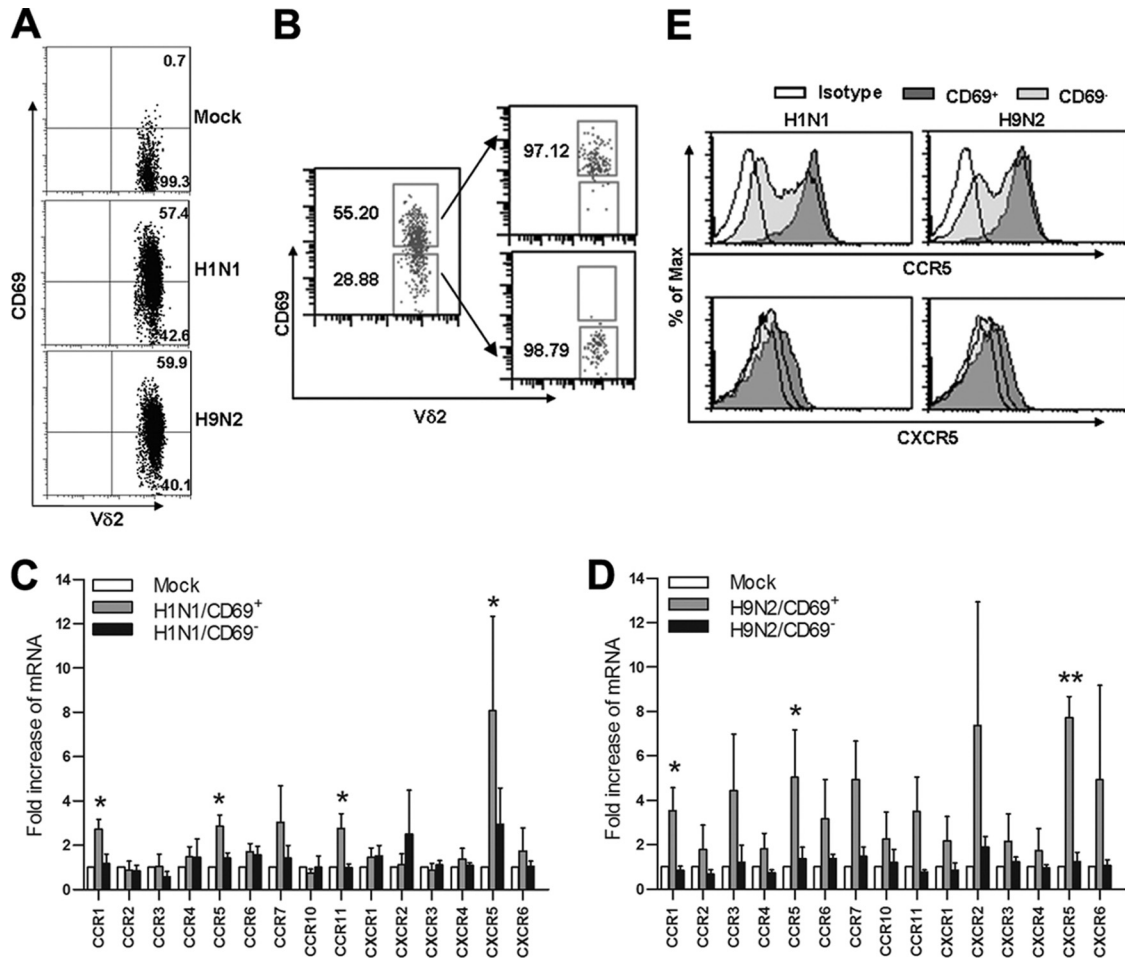 A
0.7
Mock
99.3
57.4
H1N1
42.6
59.9
H9N2
40.1
CD69
Vδ2
B
55.20
28.88
97.12
98.79
CD69
Vδ2
E
Isotype CD69+ CD69-
H1N1 H9N2
% of Max
CCR5
CXCR5
C
Mock
H1N1/CD69+
H1N1/CD69-
Fold increase of mRNA
14
12
10
8
6
4
2
0
* * * *
CCR1 CCR2 CCR3 CCR4 CCR5 CCR6 CCR7 CCR10 CCR11 CXCR1 CXCR2 CXCR3 CXCR4 CXCR5 CXCR6
D
Mock
H9N2/CD69+
H9N2/CD69-
Fold increase of mRNA
14
12
10
8
6
4
2
0
* * **
CCR1 CCR2 CCR3 CCR4 CCR5 CCR6 CCR7 CCR10 CCR11 CXCR1 CXCR2 CXCR3 CXCR4 CXCR5 CXCR6